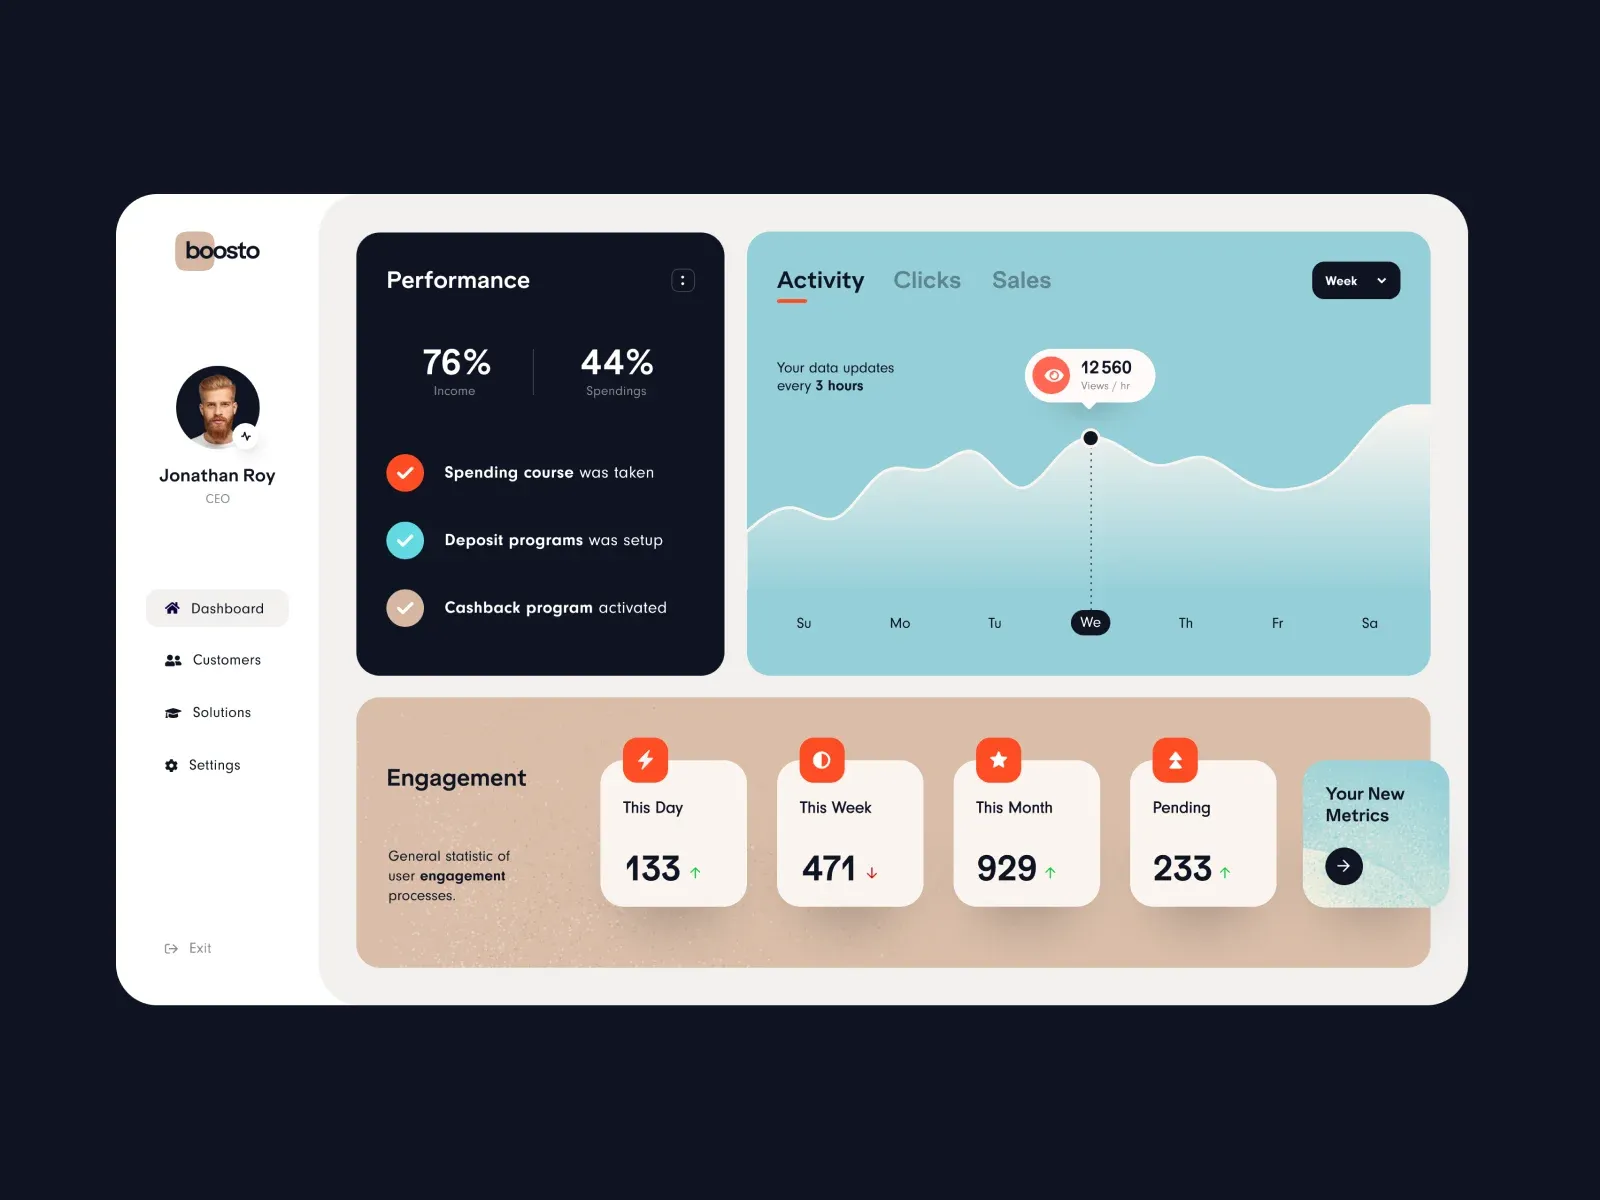 boosto
Jonathan Roy
CEO
Dashboard
Customers
Solutions
Settings
Exit
Performance
76%
Income
44%
Spendings
Spending course was taken
Deposit programs was setup
Cashback program activated
Activity
Clicks
Sales
Week
Your data updates
every 3 hours
12 560
Views / hr
Su
Mo
Tu
We
Th
Fr
Sa
Engagement
General statistic of
user engagement
processes.
This Day
133
This Week
471
This Month
929
Pending
233
Your New
Metrics